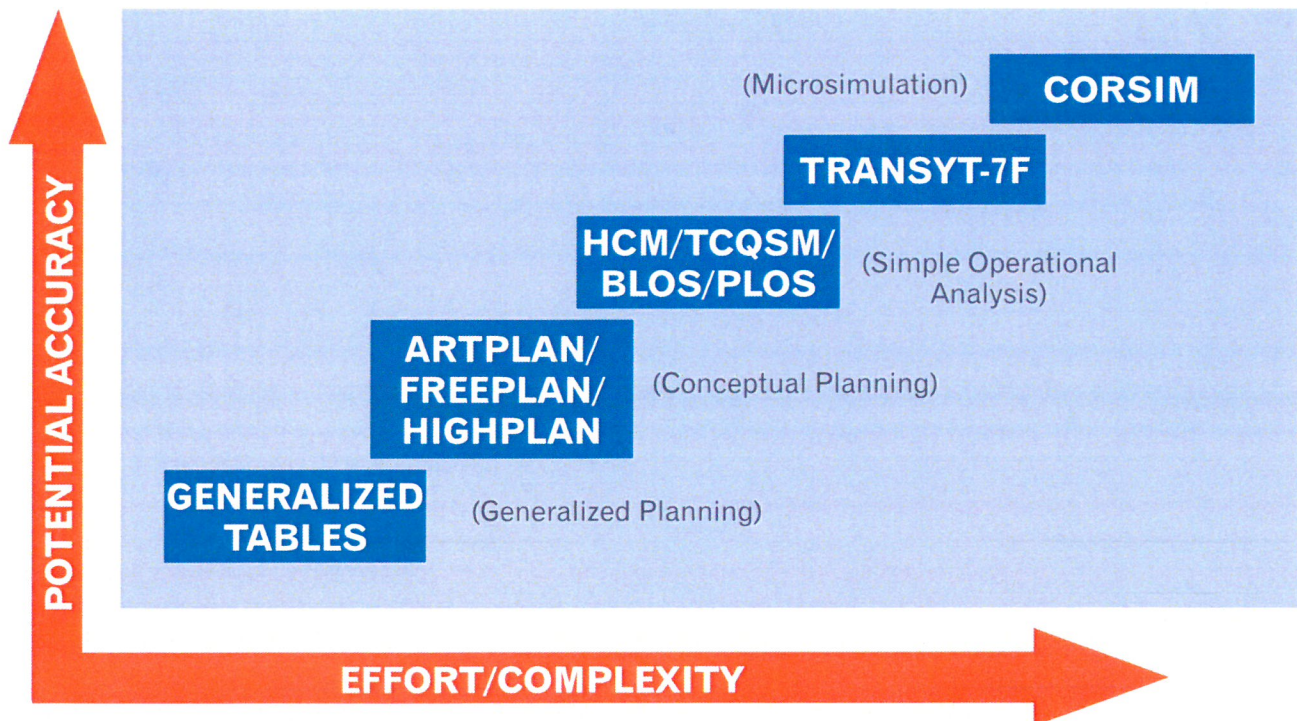 POTENTIAL ACCURACY
(Microsimulation)
CORSIM
TRANSYT-7F
HCM/TCQSM/
BLOS/PLOS
(Simple Operational
Analysis)
ARTPLAN/
FREEPLAN/
HIGHPLAN
(Conceptual Planning)
GENERALIZED
TABLES
(Generalized Planning)
EFFORT/COMPLEXITY